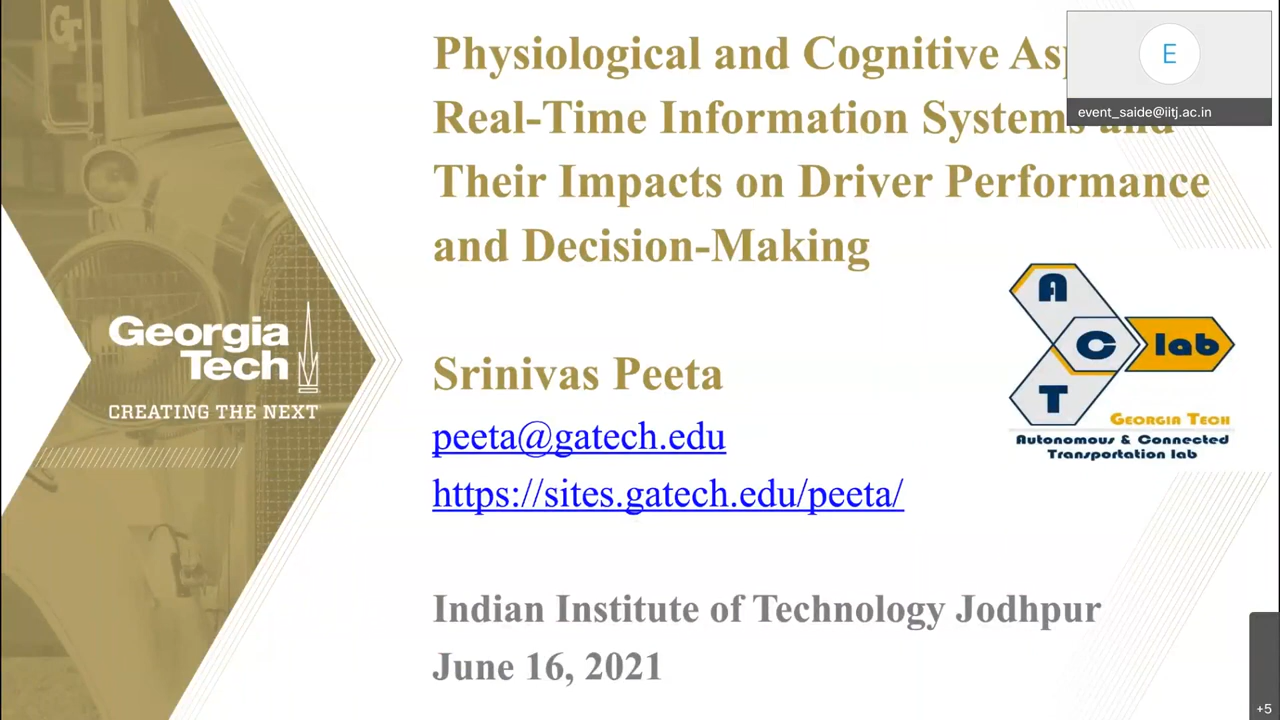 Physiological and Cognitive
E
event_saide@iitj.ac.in
Real-Time Information Systems and
Their Impacts on Driver Performance
and Decision-Making
A
C
lab
T
GEORGIA TECH
Autonomous & Connected
Transportation lab
Georgia
Tech
CREATING THE NEXT
Srinivas Peeta
peeta@gatech.edu
https://sites.gatech.edu/peeta/
Indian Institute of Technology Jodhpur
June 16, 2021
+5